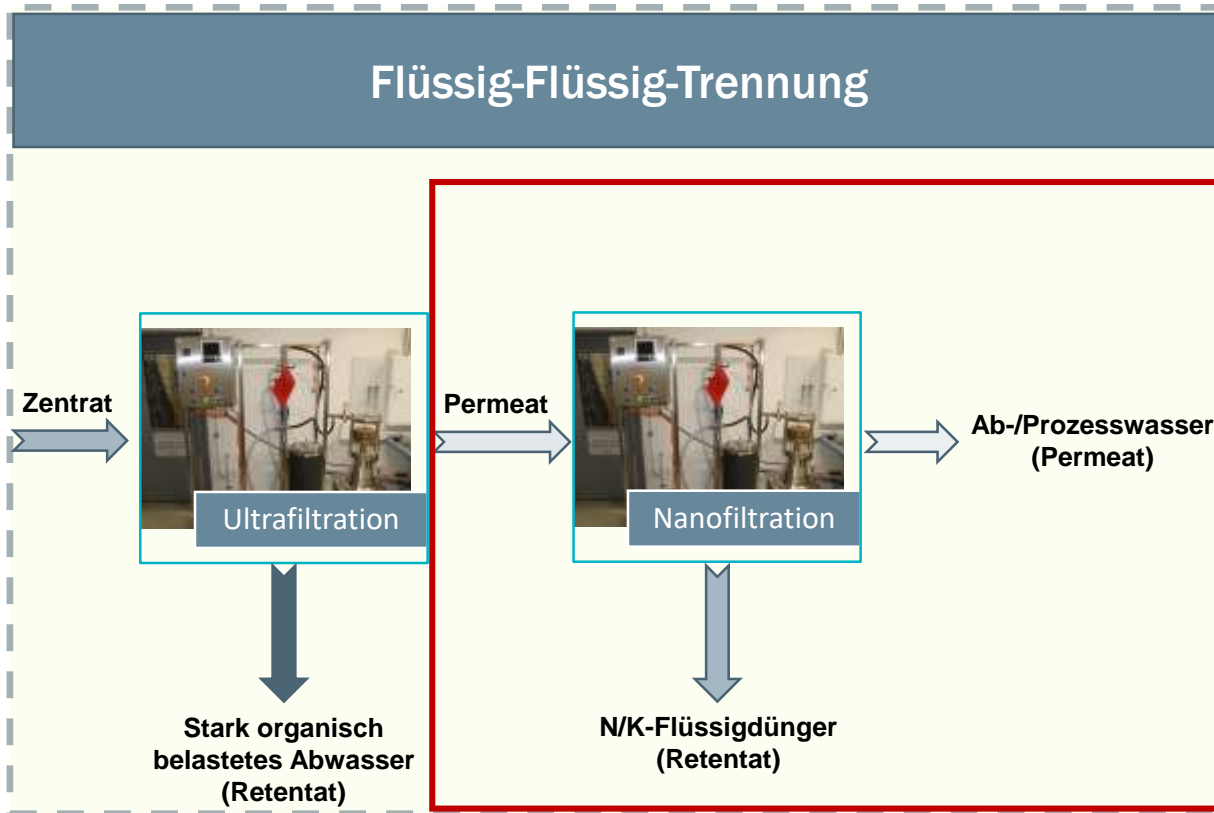 Flüssig-Flüssig-Trennung
Zentrat
Ultrafiltration
Permeat
Nanofiltration
Ab-/Prozesswasser
(Permeat)
Stark organisch
belastetes Abwasser
(Retentat)
N/K-Flüssigdünger
(Retentat)